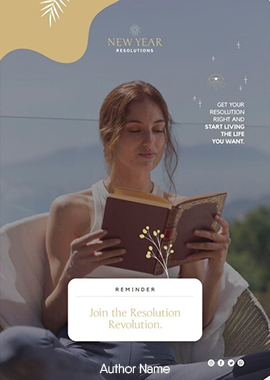 NEW YEAR
RESOLUTIONS
GET YOUR
RESOLUTION
RIGHT AND
START LIVING
THE LIFE
YOU WANT.
REMINDER
Join the Resolution
Revolution.
Author Name